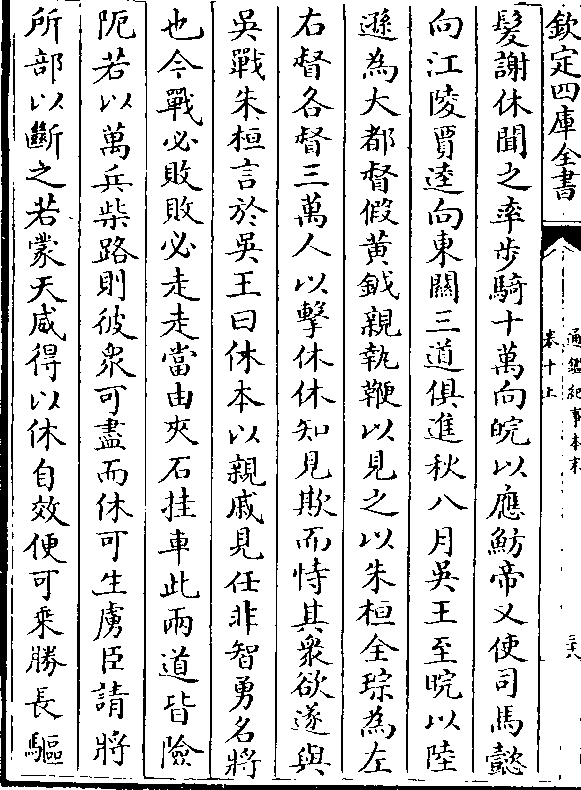 欽定四庫全書
通鑑紀事本末
卷十上
三六
髮謝休聞之率步騎十萬向皖以應魴帝又使司馬懿
向江陵賈逵向東關三道俱進秋八月吳王至皖以陸
遜為大都督假黄鉞親執鞭以見之以朱桓全琮為左
右督各督三萬人以擊休休知見欺而恃其衆欲遂與
吳戰朱桓言於吳王曰休本以親戚見任非智勇名將
也今戰必敗敗必走走當由夾石挂車此兩道皆險
阨若以萬兵柴路則彼衆可盡而休可生虜臣請將
所部以斷之若蒙天威得以休自效便可乘勝長驅